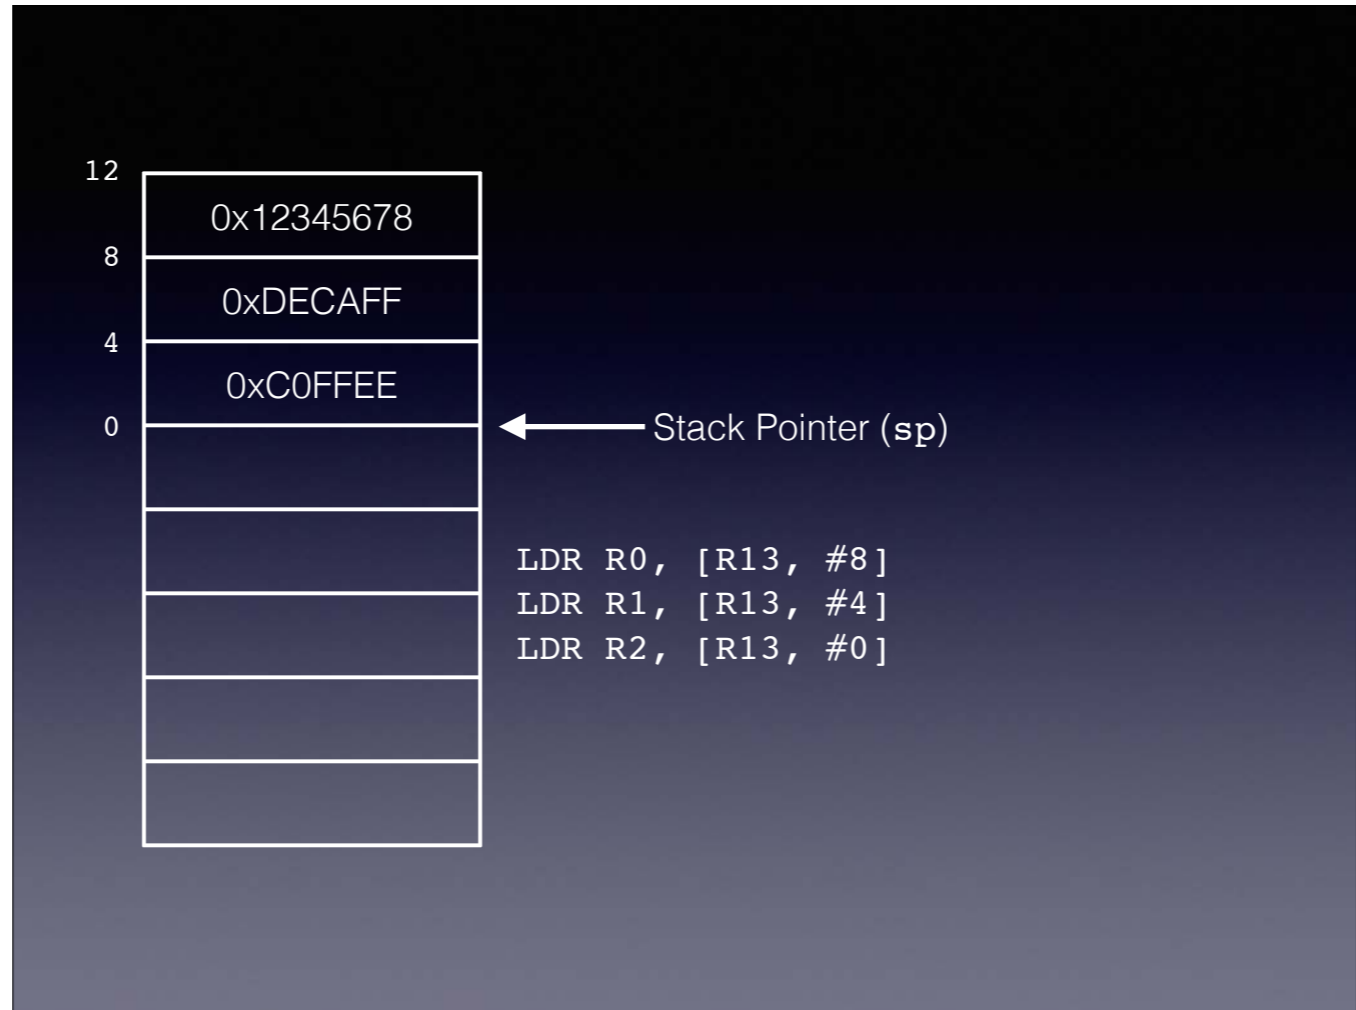 12
0x12345678
8
0xDECAFF
4
0xC0FFEE
0
Stack Pointer (sp)
LDR R0, [R13, #8]
LDR R1, [R13, #4]
LDR R2, [R13, #0]